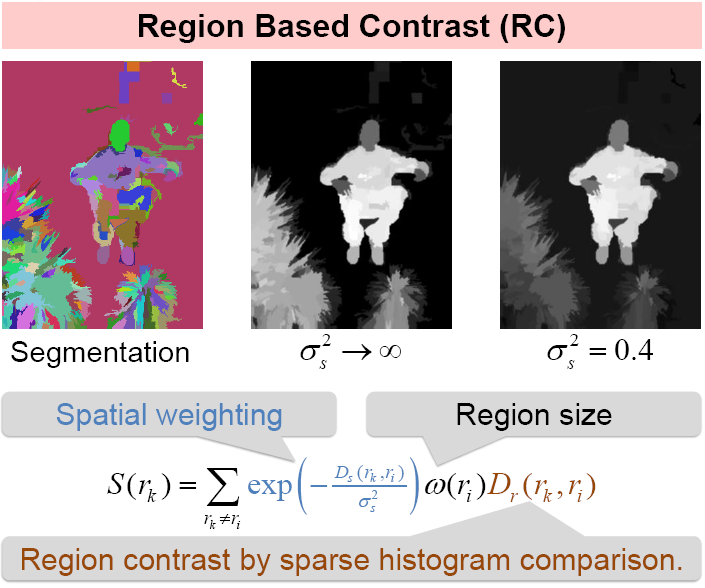 Region Based Contrast (RC)
Segmentation
σ_s^2 → ∞
σ_s^2 = 0.4
Spatial weighting
Region size
S(r_k) = ∑_{r_k≠r_i} exp(−D_s(r_k,r_i)/σ_s^2) ω(r_i)D_r(r_k,r_i)
Region contrast by sparse histogram comparison.